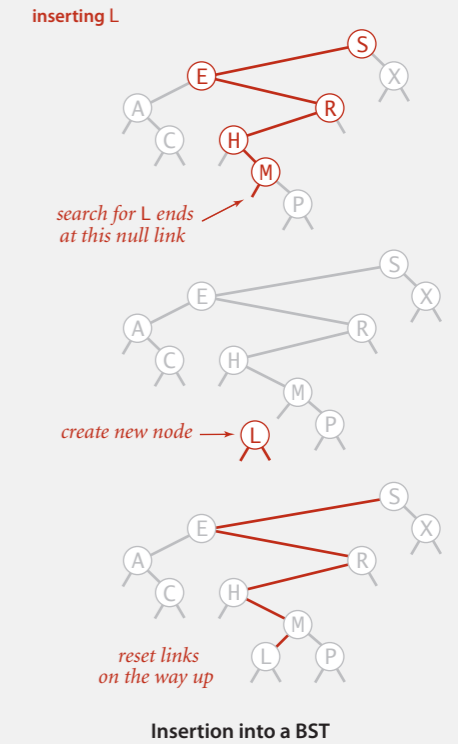 inserting L
S
E
X
A
R
C
H
M
P
search for L ends
at this null link
S
E
X
A
R
C
H
M
P
create new node
L
S
E
X
A
R
C
H
M
L
P
reset links
on the way up
Insertion into a BST